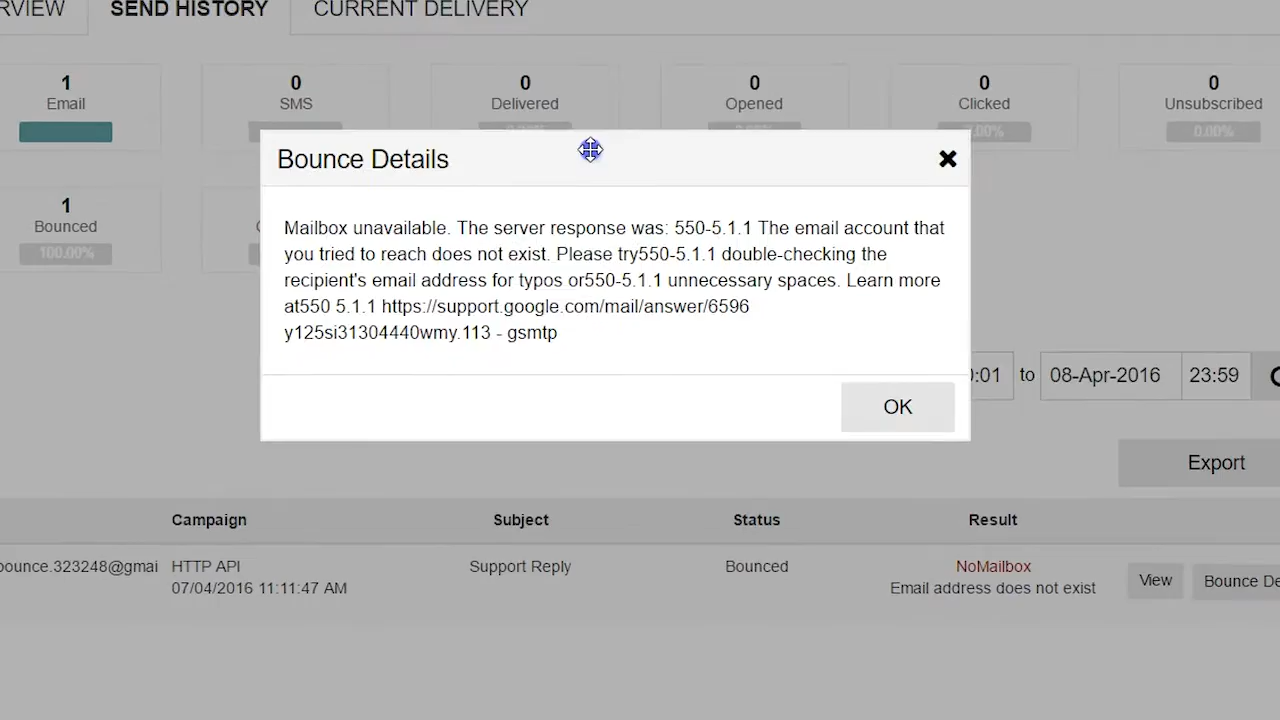 RVIEW SEND HISTORY CURRENT DELIVERY
1 0 0 0 0 0
Email SMS Delivered Opened Clicked Unsubscribed
0.00%
Bounce Details
1
Bounced
100.00%
Mailbox unavailable. The server response was: 550-5.1.1 The email account that
you tried to reach does not exist. Please try550-5.1.1 double-checking the
recipient's email address for typos or550-5.1.1 unnecessary spaces. Learn more
at550 5.1.1 https://support.google.com/mail/answer/6596
y125si31304440wmy.113 - gsmtp
:01 to 08-Apr-2016 23:59
OK
Export
Campaign Subject Status Result
bounce.323248@gmai HTTP API Support Reply Bounced NoMailbox
07/04/2016 11:11:47 AM Email address does not exist
View Bounce De